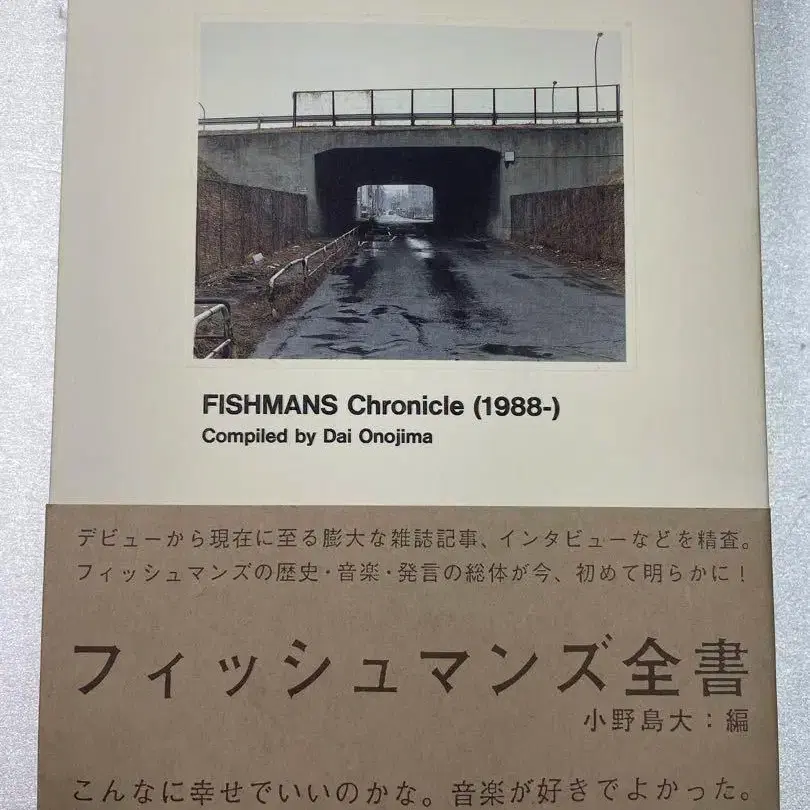 FISHMANS Chronicle (1988-)
Compiled by Dai Onojima
デビューから現在に至る膨大な雑誌記事、インタビューなどを精査。
フィッシュマンズの歴史・音楽・発言の総体が今、初めて明らかに！
フィッシュマンズ全書
小野島大：編
こんなに幸せでいいのかな。音楽が好きでよかった。